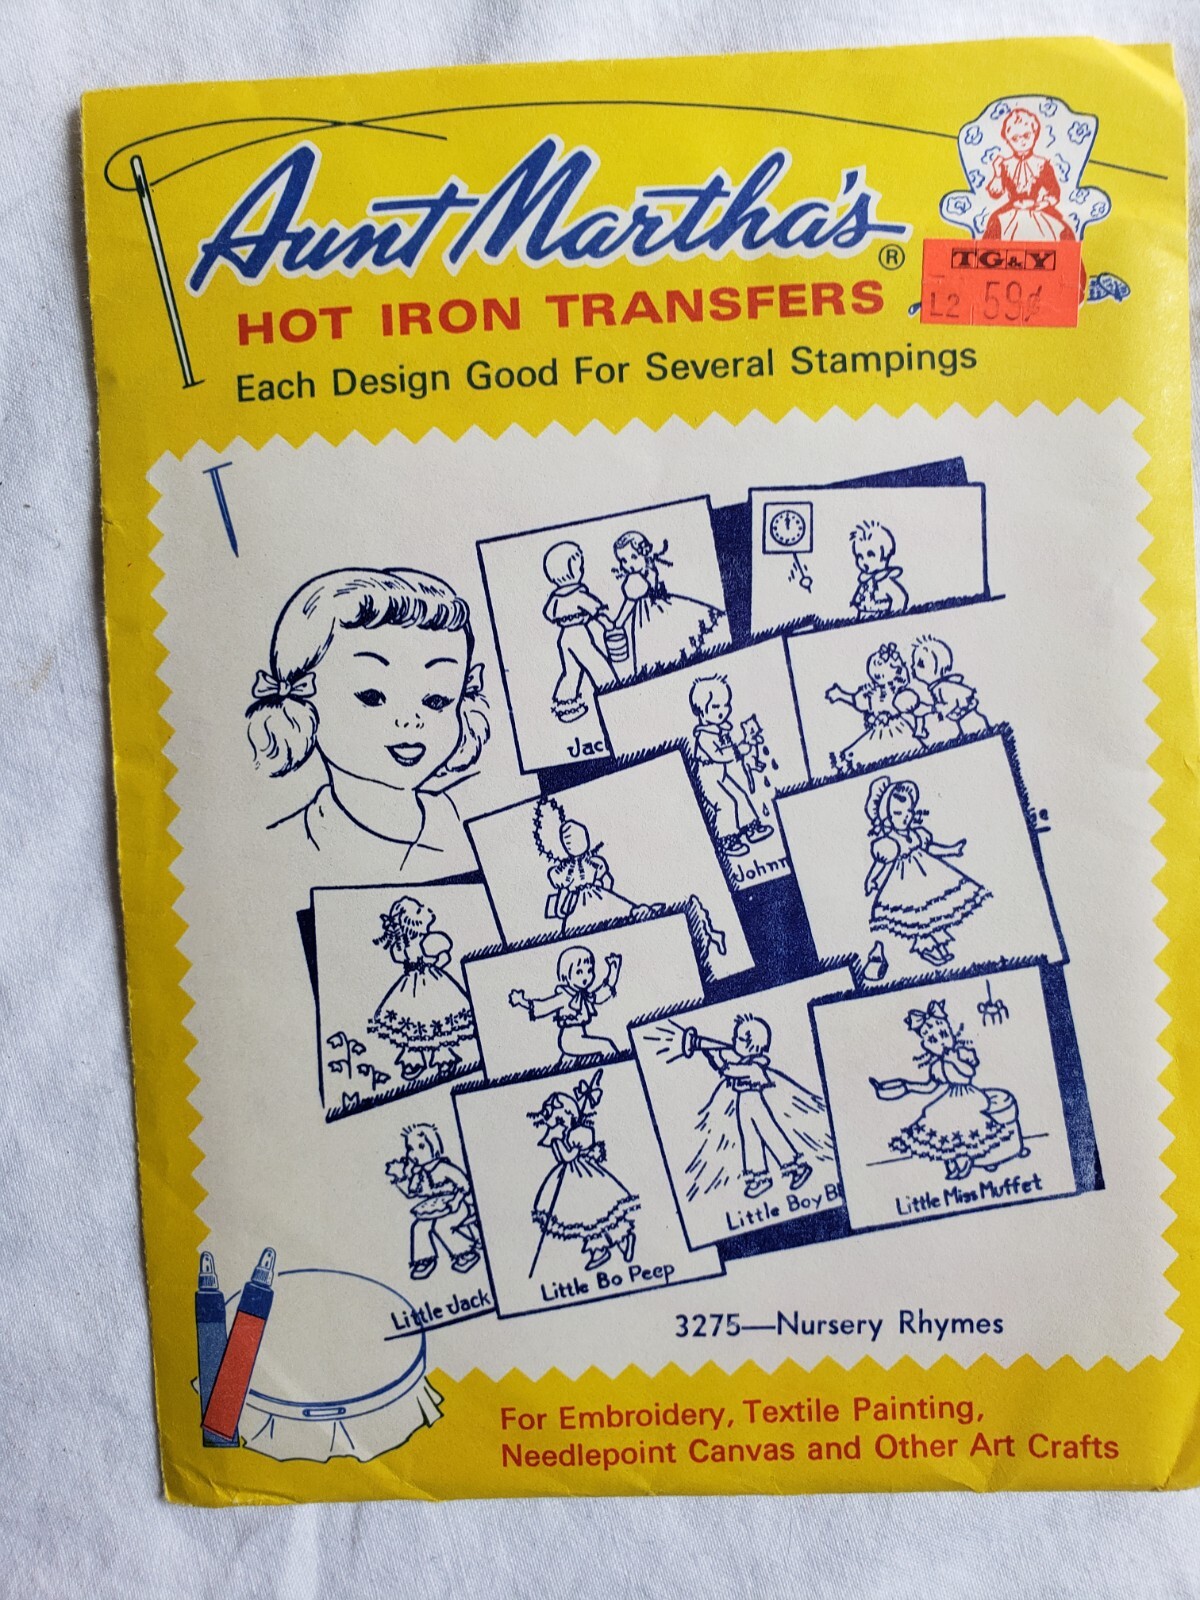 Aunt Martha's®
TG&Y
L2 59¢
HOT IRON TRANSFERS
Each Design Good For Several Stampings
Jac
Johnn
Little Jack
Little Bo Peep
Little Boy Bl
Little Miss Muffet
3275—Nursery Rhymes
For Embroidery, Textile Painting,
Needlepoint Canvas and Other Art Crafts